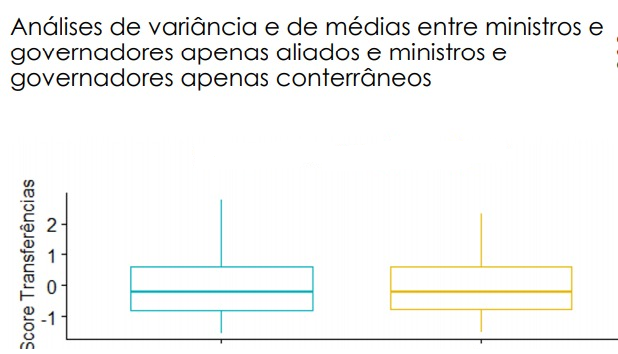 Análises de variância e de médias entre ministros e
governadores apenas aliados e ministros e
governadores apenas conterrâneos
Score Transferências
2
1
0
-1